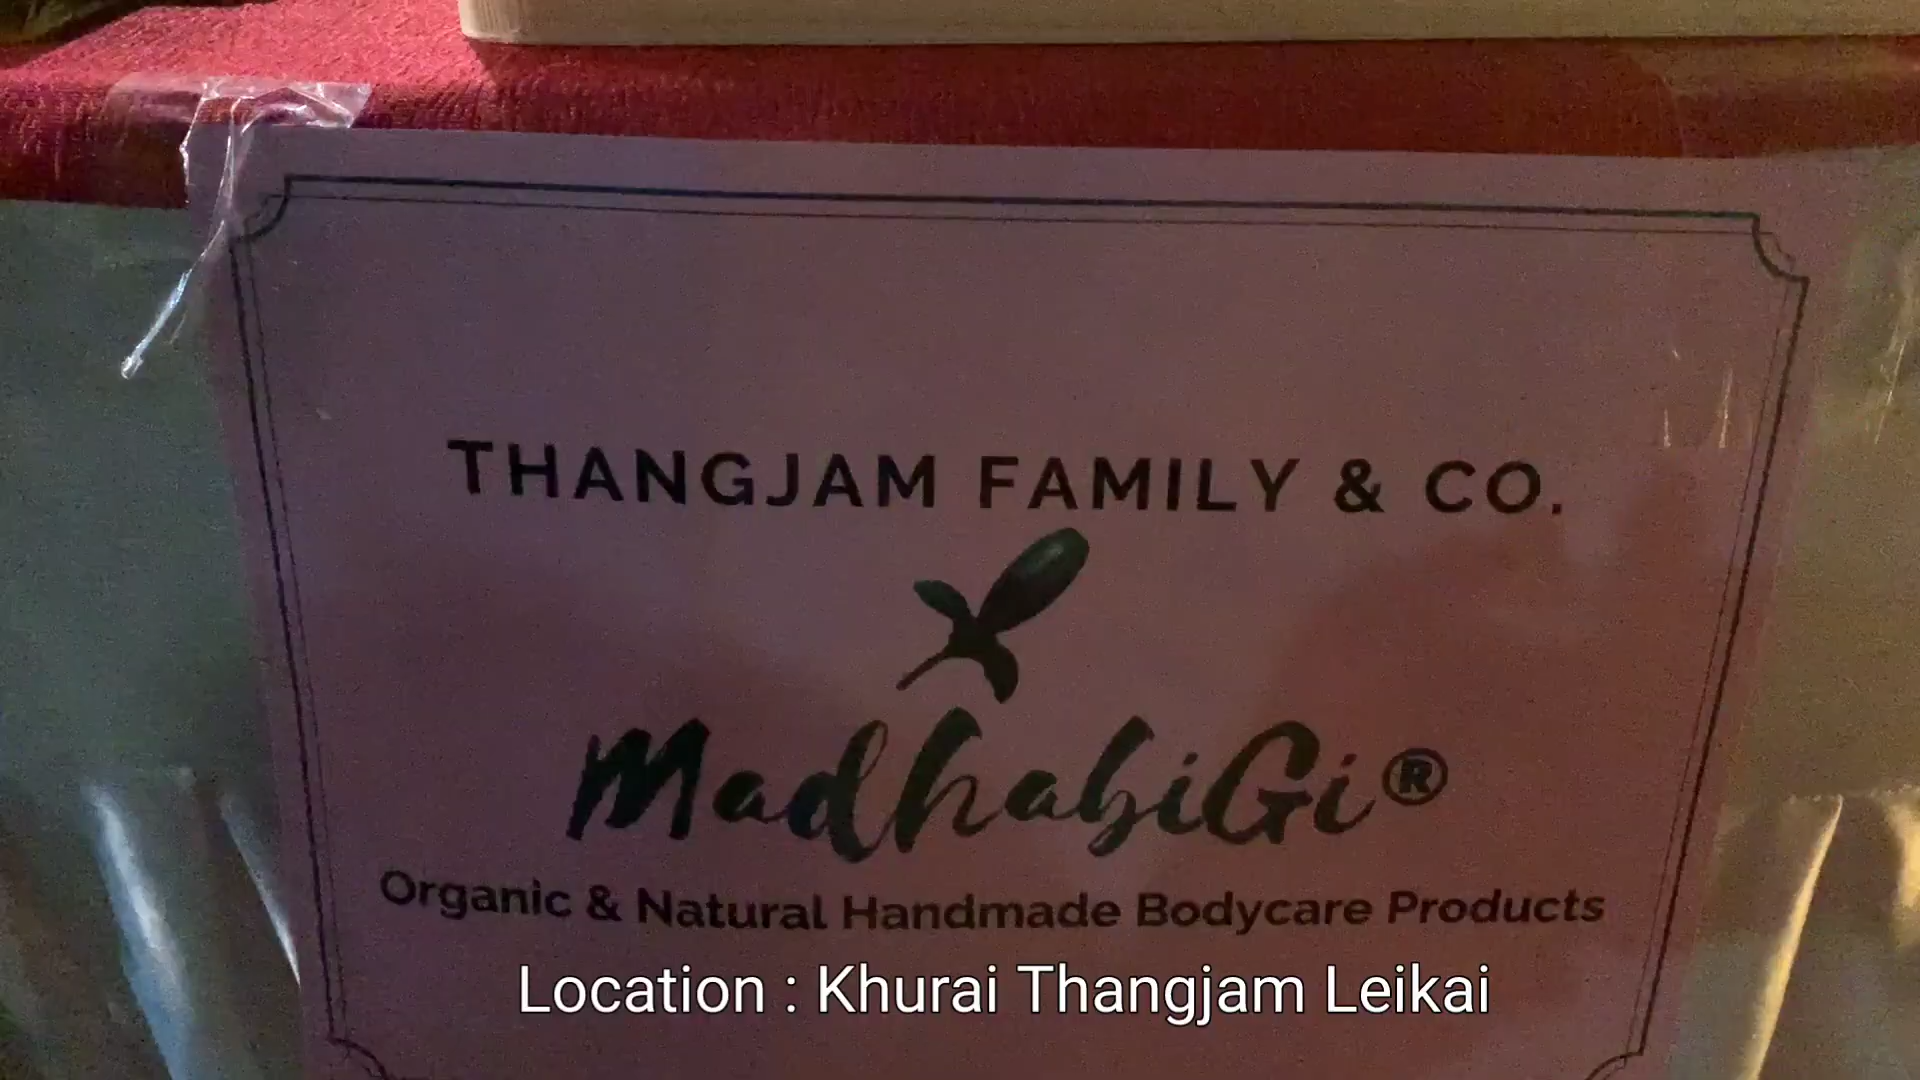 THANGJAM FAMILY & CO.
MadhabiGi®
Organic & Natural Handmade Bodycare Products
Location : Khurai Thangjam Leikai